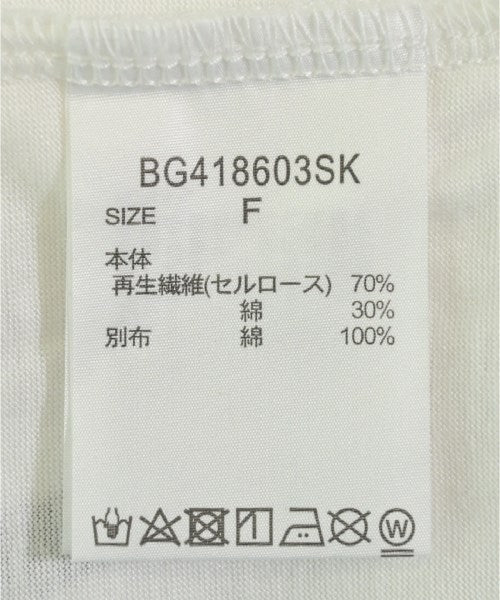 BG418603SK
SIZE F
本体
再生繊維(セルロース) 70%
綿 30%
別布 綿 100%
W